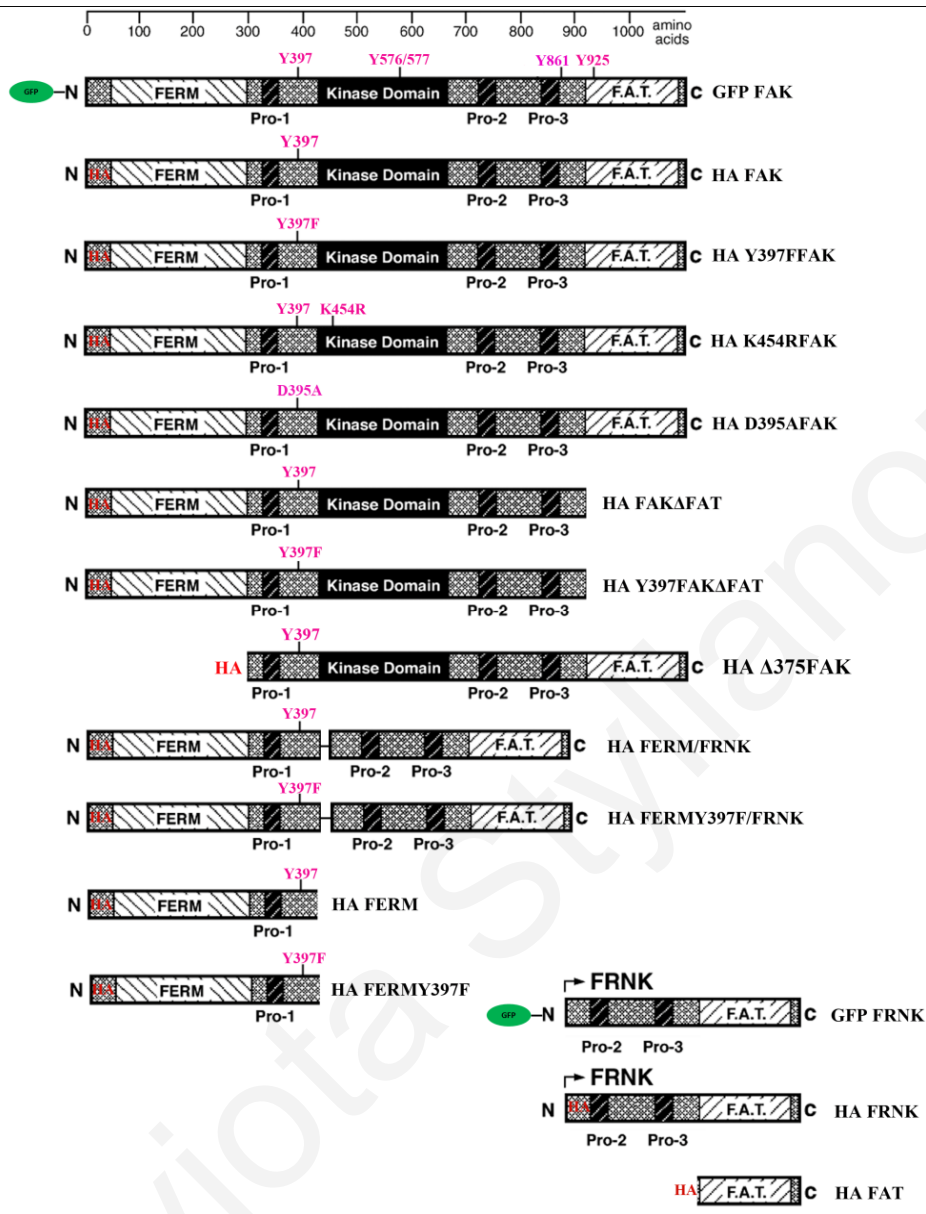 0 100 200 300 400 500 600 700 800 900 1000 amino acids
Y397 Y576/577 Y861 Y925
GFP N FERM Kinase Domain F.A.T. C GFP FAK
Pro-1 Pro-2 Pro-3
Y397
N HA FERM Kinase Domain F.A.T. C HA FAK
Pro-1 Pro-2 Pro-3
Y397F
N HA FERM Kinase Domain F.A.T. C HA Y397FFAK
Pro-1 Pro-2 Pro-3
Y397 K454R
N HA FERM Kinase Domain F.A.T. C HA K454RFAK
Pro-1 Pro-2 Pro-3
D395A
N HA FERM Kinase Domain F.A.T. C HA D395AFAK
Pro-1 Pro-2 Pro-3
Y397
N HA FERM Kinase Domain HA FAKΔFAT
Pro-1 Pro-2 Pro-3
Y397F
N HA FERM Kinase Domain HA Y397FAKΔFAT
Pro-1 Pro-2 Pro-3
Y397
HA Kinase Domain F.A.T. C HA Δ375FAK
Pro-1 Pro-2 Pro-3
Y397
N HA FERM F.A.T. C HA FERM/FRNK
Pro-1 Pro-2 Pro-3
Y397F
N HA FERM F.A.T. C HA FERMY397F/FRNK
Pro-1 Pro-2 Pro-3
Y397
N HA FERM HA FERM
Pro-1
Y397F
N HA FERM HA FERMY397F
Pro-1
FRNK
GFP N F.A.T. C GFP FRNK
Pro-2 Pro-3
FRNK
N HA F.A.T. C HA FRNK
Pro-2 Pro-3
HA F.A.T. C HA FAT